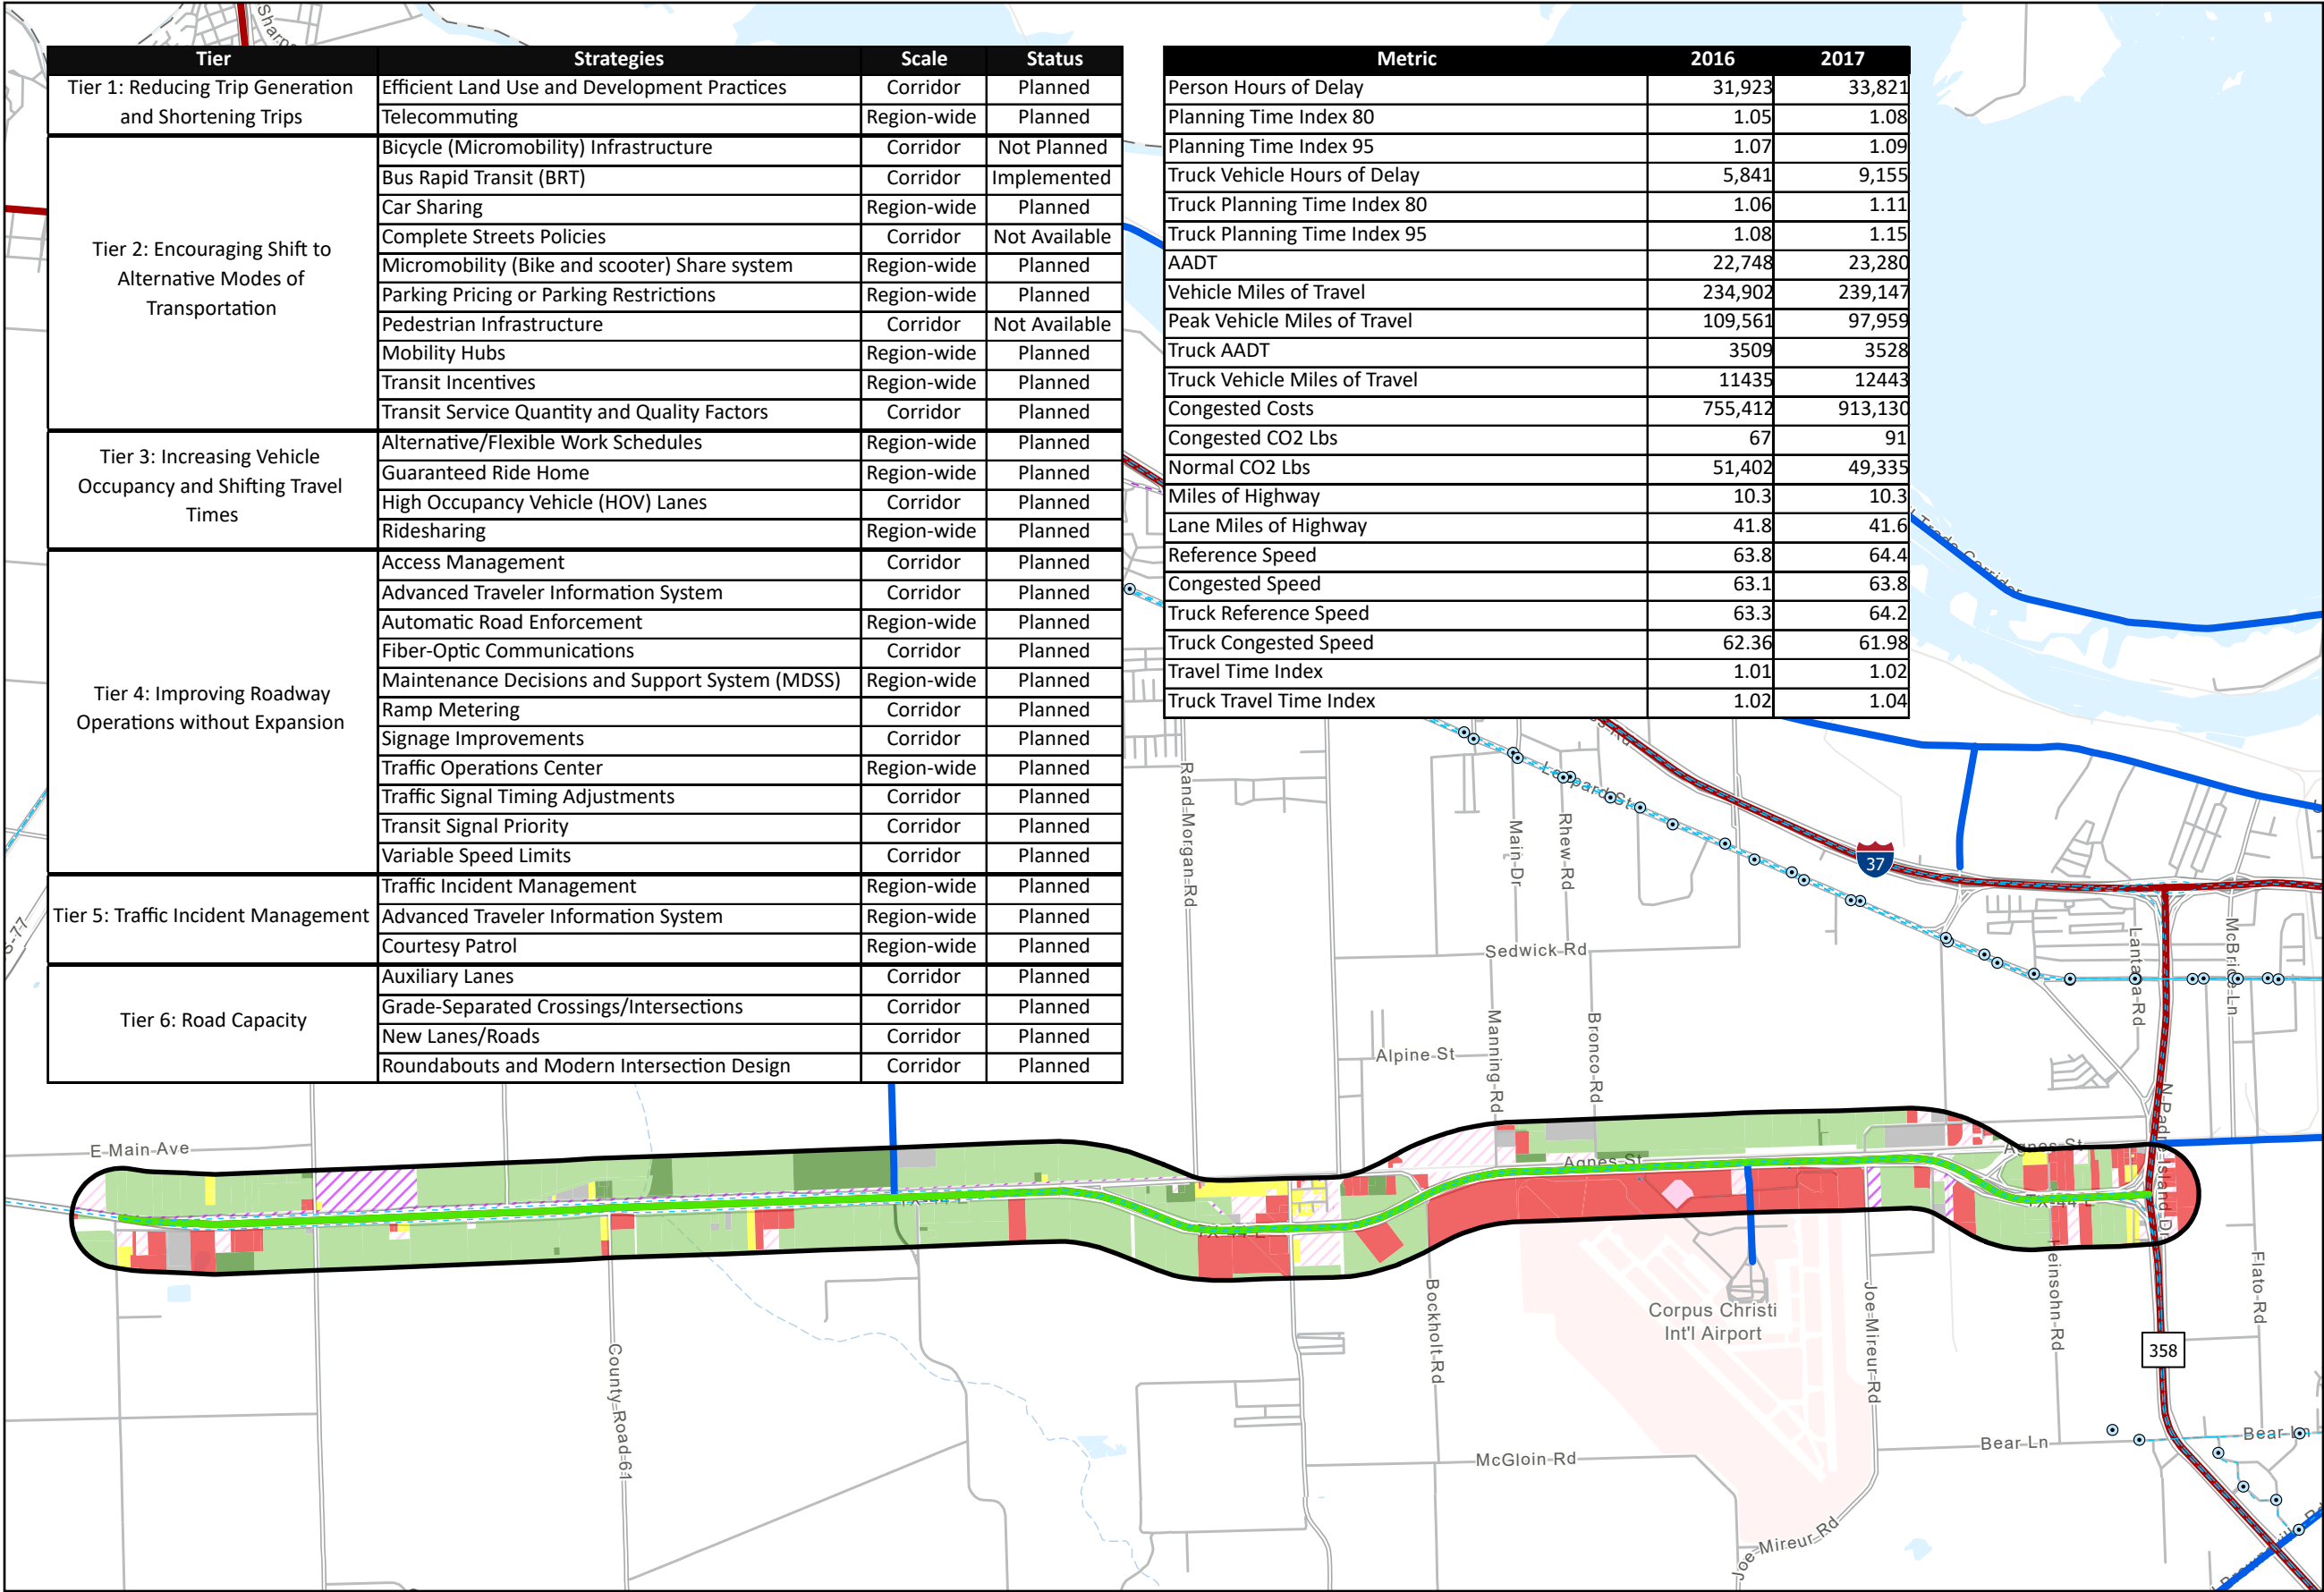 Tier Strategies Scale Status
Tier 1: Reducing Trip Generation and Shortening Trips
Efficient Land Use and Development Practices Corridor Planned
Telecommuting Region-wide Planned
Tier 2: Encouraging Shift to Alternative Modes of Transportation
Bicycle (Micromobility) Infrastructure Corridor Not Planned
Bus Rapid Transit (BRT) Corridor Implemented
Car Sharing Region-wide Planned
Complete Streets Policies Corridor Not Available
Micromobility (Bike and scooter) Share system Region-wide Planned
Parking Pricing or Parking Restrictions Region-wide Planned
Pedestrian Infrastructure Corridor Not Available
Mobility Hubs Region-wide Planned
Transit Incentives Region-wide Planned
Transit Service Quantity and Quality Factors Corridor Planned
Tier 3: Increasing Vehicle Occupancy and Shifting Travel Times
Alternative/Flexible Work Schedules Region-wide Planned
Guaranteed Ride Home Region-wide Planned
High Occupancy Vehicle (HOV) Lanes Corridor Planned
Ridesharing Region-wide Planned
Tier 4: Improving Roadway Operations without Expansion
Access Management Corridor Planned
Advanced Traveler Information System Corridor Planned
Automatic Road Enforcement Region-wide Planned
Fiber-Optic Communications Corridor Planned
Maintenance Decisions and Support System (MDSS) Region-wide Planned
Ramp Metering Corridor Planned
Signage Improvements Corridor Planned
Traffic Operations Center Region-wide Planned
Traffic Signal Timing Adjustments Corridor Planned
Transit Signal Priority Corridor Planned
Variable Speed Limits Corridor Planned
Tier 5: Traffic Incident Management
Traffic Incident Management Region-wide Planned
Advanced Traveler Information System Region-wide Planned
Courtesy Patrol Region-wide Planned
Tier 6: Road Capacity
Auxiliary Lanes Corridor Planned
Grade-Separated Crossings/Intersections Corridor Planned
New Lanes/Roads Corridor Planned
Roundabouts and Modern Intersection Design Corridor Planned
Metric 2016 2017
Person Hours of Delay 31,923 33,821
Planning Time Index 80 1.05 1.08
Planning Time Index 95 1.07 1.09
Truck Vehicle Hours of Delay 5,841 9,155
Truck Planning Time Index 80 1.06 1.11
Truck Planning Time Index 95 1.08 1.15
AADT 22,748 23,280
Vehicle Miles of Travel 234,902 239,147
Peak Vehicle Miles of Travel 109,561 97,959
Truck AADT 3509 3528
Truck Vehicle Miles of Travel 11435 12443
Congested Costs 755,412 913,130
Congested CO2 Lbs 67 91
Normal CO2 Lbs 51,402 49,335
Miles of Highway 10.3 10.3
Lane Miles of Highway 41.8 41.6
Reference Speed 63.8 64.4
Congested Speed 63.1 63.8
Truck Reference Speed 63.3 64.2
Truck Congested Speed 62.36 61.98
Travel Time Index 1.01 1.02
Truck Travel Time Index 1.02 1.04
Trade Corridor
Rand Morgan Rd
Leopard St
Main Dr
Rhew Rd
37
Sedwick Rd
Lantana Rd
McBride Ln
Alpine St
Manning Rd
Bronco Rd
N Padre Island Dr
E Main Ave
Agnes St
Agnes St
TX-44 E
TX-44 E
TX-44 E
County Road 61
Bockholt Rd
Corpus Christi
Int'l Airport
Joe Mireur Rd
Heinsohn Rd
Flato Rd
358
McGloin Rd
Bear Ln
Bear Ln
Joe Mireur Rd